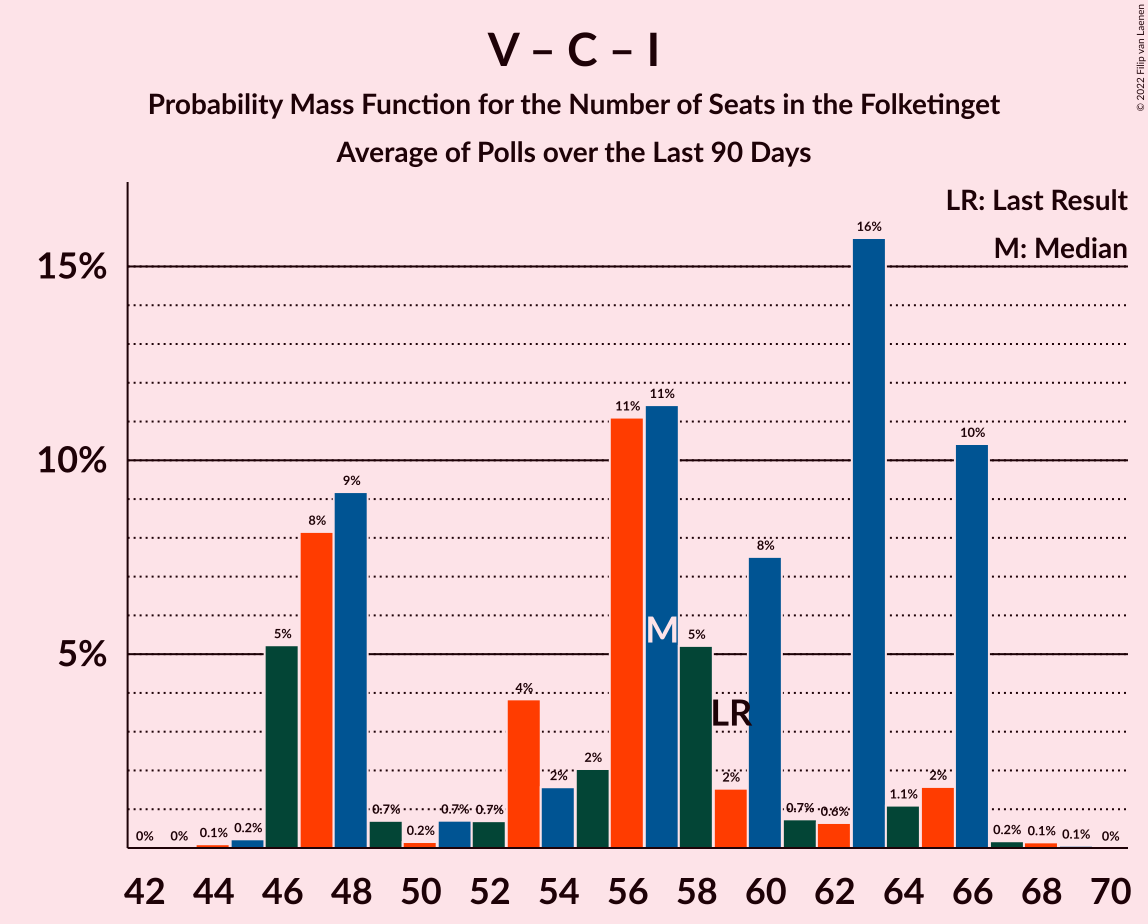 V – C – I
Probability Mass Function for the Number of Seats in the Folketinget
Average of Polls over the Last 90 Days
© 2022 Filip van Laenen
LR: Last Result
M: Median
15%
10%
5%
0% 0% 0.1% 0.2% 5% 8% 9% 0.7% 0.2% 0.7% 0.7% 4% 2% 2% 11% 11% 5% 2% 8% 0.7% 0.6% 16% 1.1% 2% 10% 0.2% 0.1% 0.1% 0%
M
LR
42 44 46 48 50 52 54 56 58 60 62 64 66 68 70